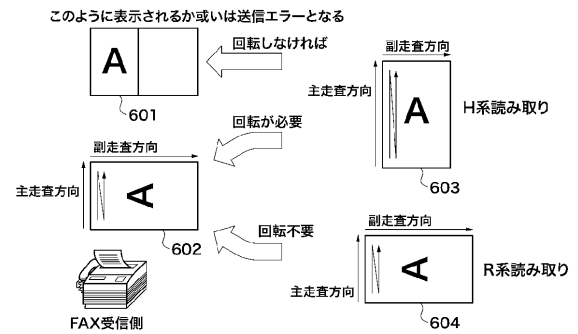 このように表示されるか或いは送信エラーとなる
A
601
回転しなければ
副走査方向
主走査方向
A
H系読み取り
603
回転が必要
副走査方向
主走査方向
A
602
回転不要
副走査方向
主走査方向
A
R系読み取り
604
FAX受信側